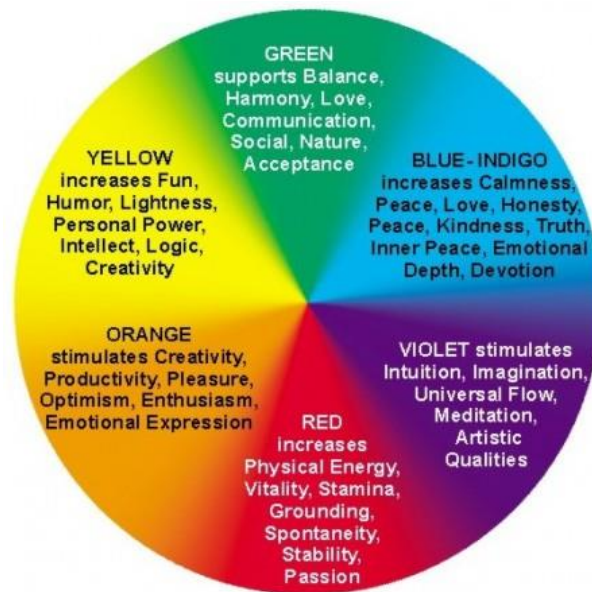 GREEN
supports Balance,
Harmony, Love,
Communication,
Social, Nature,
Acceptance
BLUE-INDIGO
increases Calmness,
Peace, Love, Honesty,
Peace, Kindness, Truth,
Inner Peace, Emotional
Depth, Devotion
VIOLET stimulates
Intuition, Imagination,
Universal Flow,
Meditation,
Artistic
Qualities
RED
increases
Physical Energy,
Vitality, Stamina,
Grounding,
Spontaneity,
Stability,
Passion
ORANGE
stimulates Creativity,
Productivity, Pleasure,
Optimism, Enthusiasm,
Emotional Expression
YELLOW
increases Fun,
Humor, Lightness,
Personal Power,
Intellect, Logic,
Creativity